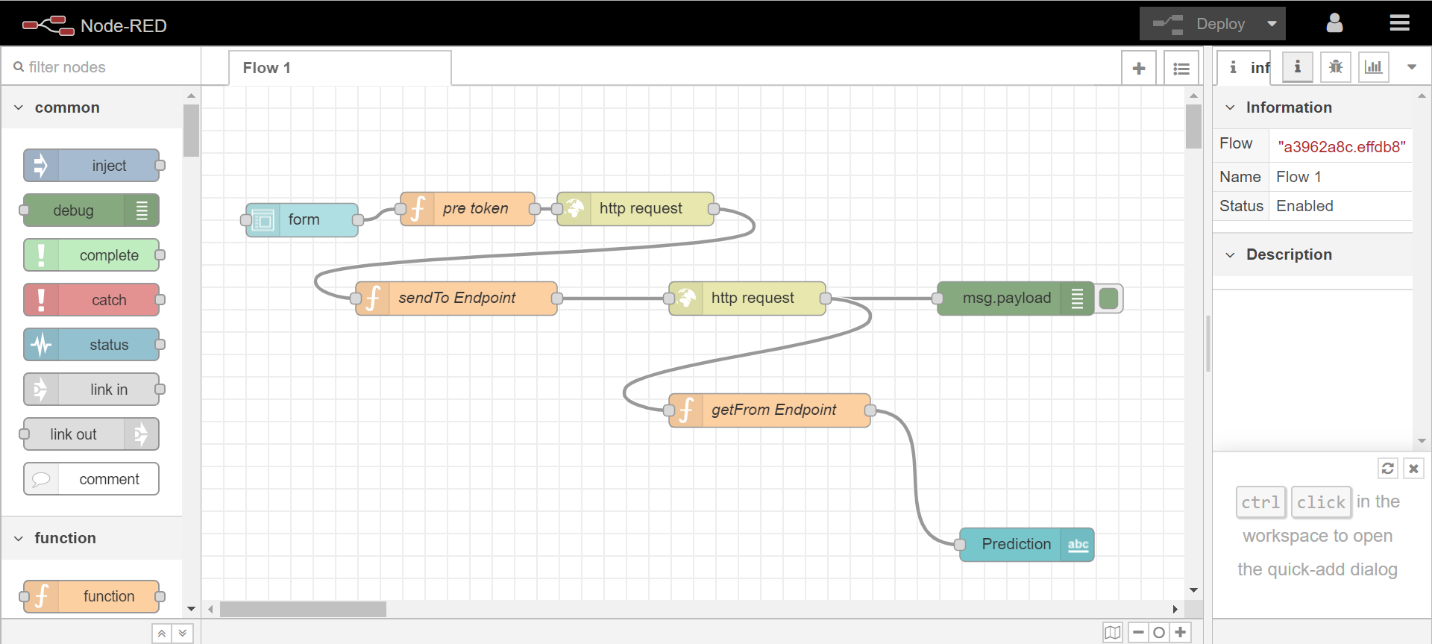 Node-RED
Deploy
filter nodes
Flow 1
inf
common
inject
debug
complete
catch
status
link in
link out
comment
function
function
form
pre token
http request
sendTo Endpoint
http request
msg.payload
getFrom Endpoint
Prediction
abc
Information
Flow "a3962a8c.effdb8"
Name Flow 1
Status Enabled
Description
ctrl click in the
workspace to open
the quick-add dialog